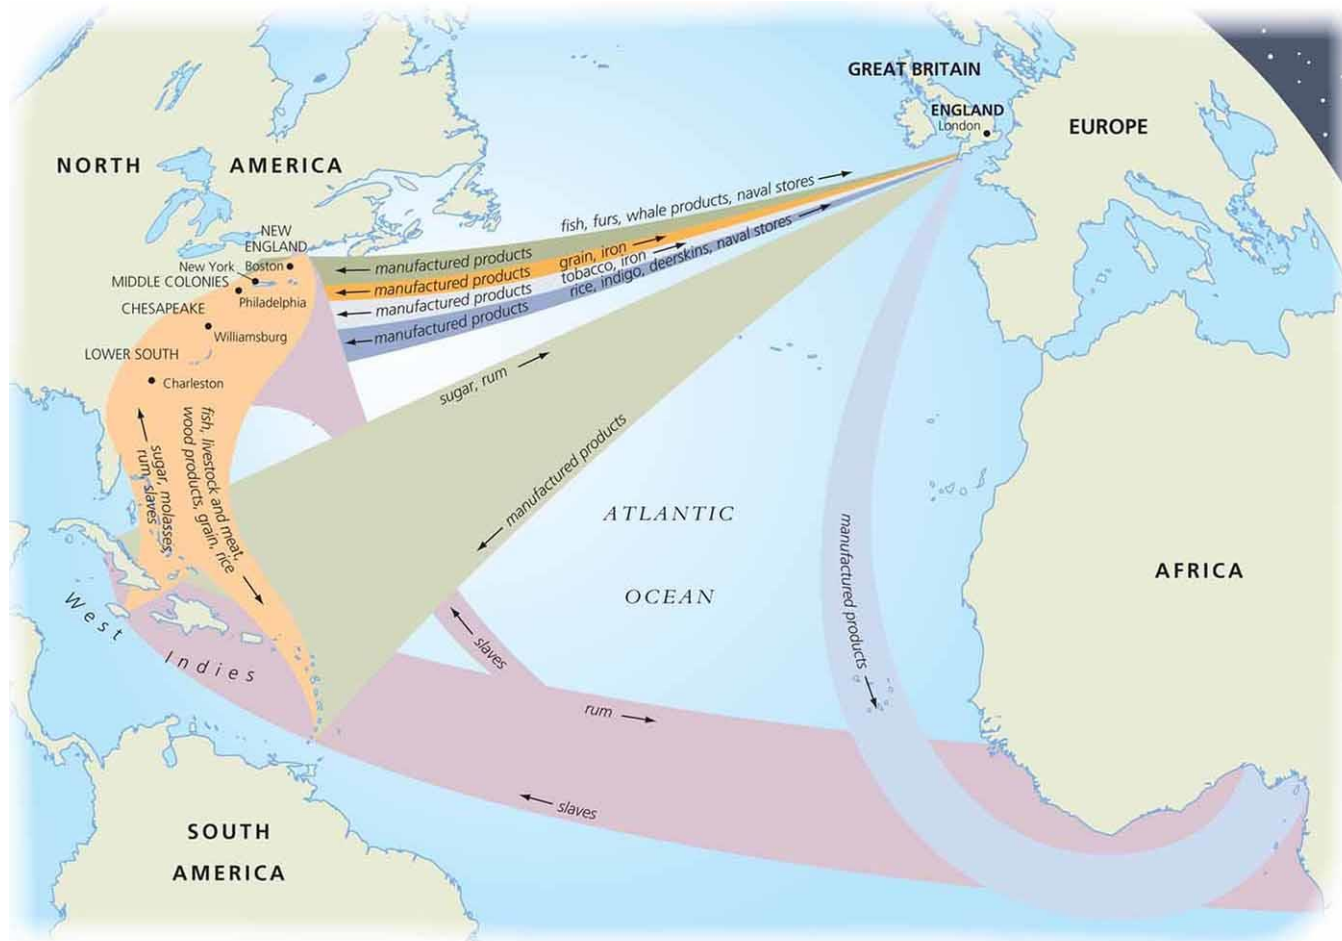 GREAT BRITAIN
ENGLAND
London
EUROPE
NORTH AMERICA
fish, furs, whale products, naval stores
NEW
ENGLAND
manufactured products
grain, iron
New York
Boston
manufactured products
tobacco, iron
MIDDLE COLONIES
Philadelphia
manufactured products
rice, indigo, deerskins, naval stores
CHESAPEAKE
manufactured products
Williamsburg
LOWER SOUTH
Charleston
sugar, rum
manufactured products
fish, livestock and meat,
wood products, grain, rice
sugar, molasses,
rum, slaves
ATLANTIC
OCEAN
manufactured products
AFRICA
West
Indies
slaves
rum
slaves
SOUTH
AMERICA